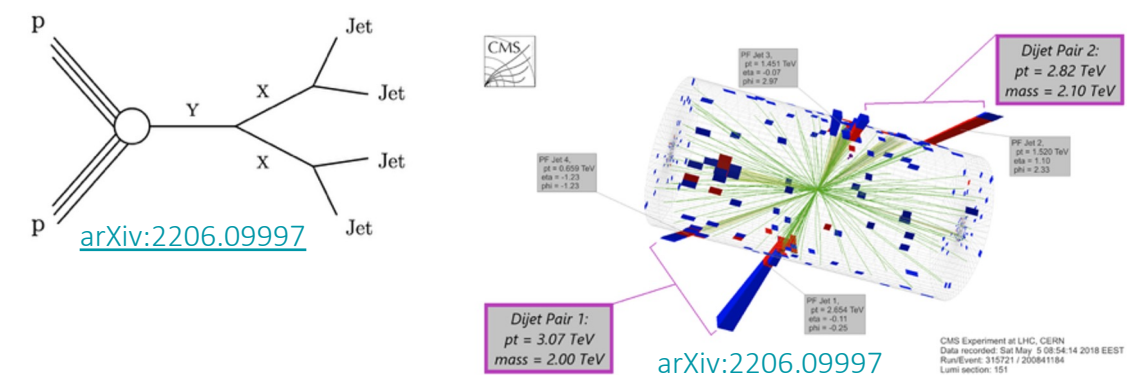 p
Jet
Jet
Y
X
X
Jet
p
Jet
arXiv:2206.09997
CMS
PF Jet 3,
pt = 1.451 TeV
eta = -0.07
phi = 2.97
Dijet Pair 2:
pt = 2.82 TeV
mass = 2.10 TeV
PF Jet 2,
pt = 1.520 TeV
eta = 1.10
phi = 2.33
PF Jet 4,
pt = 0.659 TeV
eta = -1.23
phi = -1.23
PF Jet 1,
pt = 2.654 TeV
eta = -0.11
phi = -0.25
Dijet Pair 1:
pt = 3.07 TeV
mass = 2.00 TeV
arXiv:2206.09997
CMS Experiment at LHC, CERN
Data recorded: Sat May 5 08:54:14 2018 EEST
Run/Event: 315721 / 200841184
Lumi section: 151